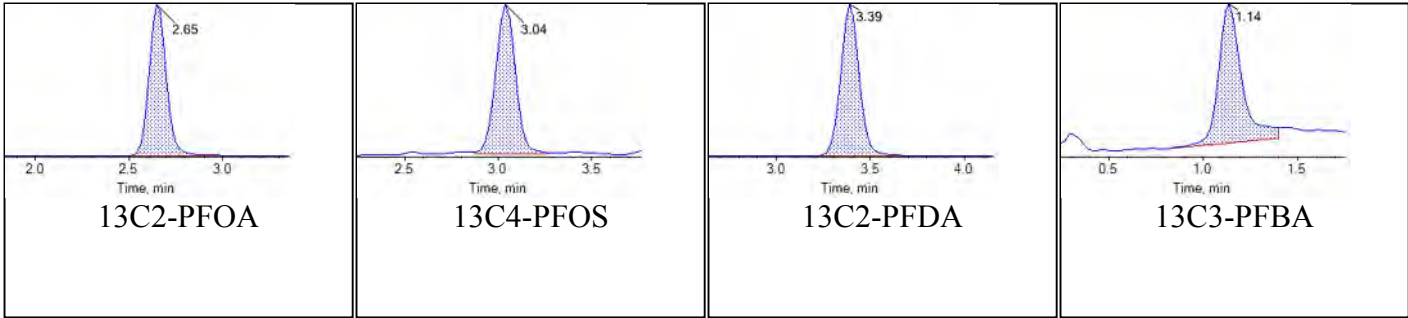 2.65
2.0 2.5 3.0
Time, min
13C2-PFOA
3.04
2.5 3.0 3.5
Time, min
13C4-PFOS
3.39
3.0 3.5 4.0
Time, min
13C2-PFDA
1.14
0.5 1.0 1.5
Time, min
13C3-PFBA